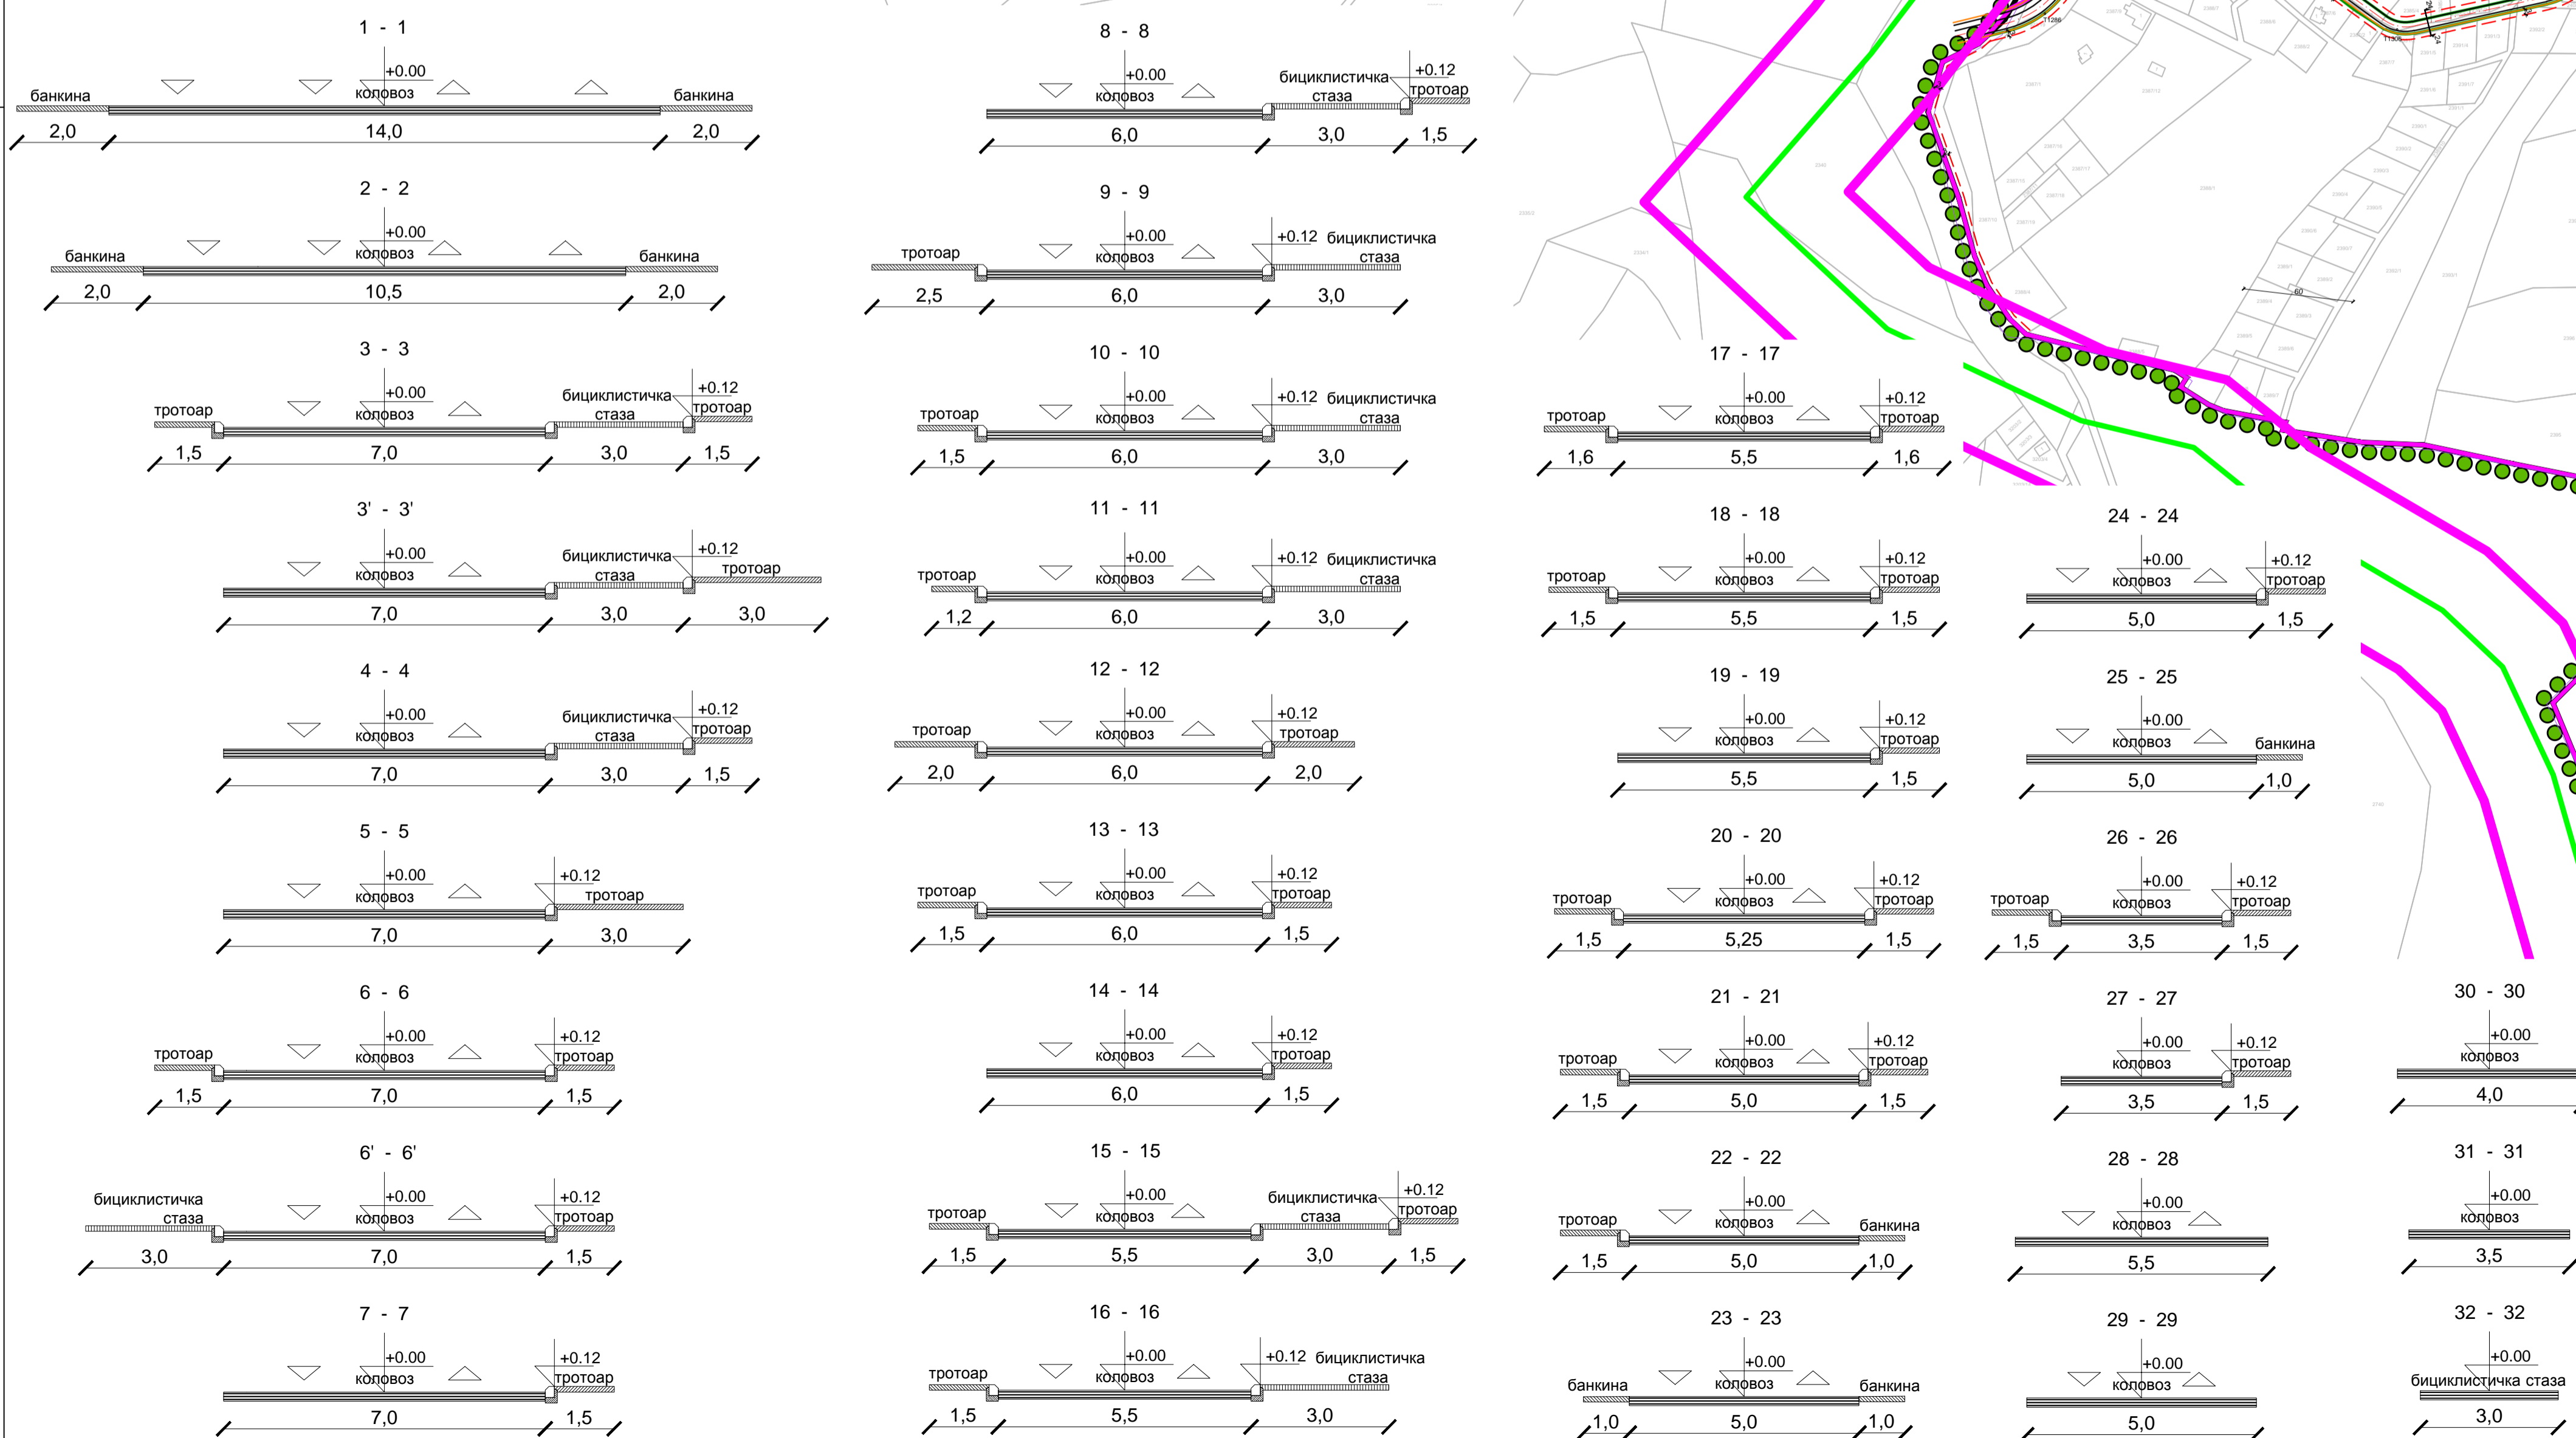 1 - 1
+0.00
банкина
коловоз
банкина
2,0
14,0
2,0
2 - 2
+0.00
банкина
коловоз
банкина
2,0
10,5
2,0
3 - 3
+0.00
+0.12
тротоар
коловоз
бициклистичка
стаза
тротоар
1,5
7,0
3,0
1,5
3' - 3'
+0.00
+0.12
коловоз
бициклистичка
стаза
тротоар
7,0
3,0
3,0
4 - 4
+0.00
+0.12
коловоз
бициклистичка
стаза
тротоар
7,0
3,0
1,5
5 - 5
+0.00
+0.12
коловоз
тротоар
7,0
3,0
6 - 6
+0.00
+0.12
тротоар
коловоз
тротоар
1,5
7,0
1,5
6' - 6'
+0.00
+0.12
бициклистичка
стаза
коловоз
тротоар
3,0
7,0
1,5
7 - 7
+0.00
+0.12
коловоз
тротоар
7,0
1,5
8 - 8
+0.00
+0.12
коловоз
бициклистичка
стаза
тротоар
6,0
3,0
1,5
9 - 9
+0.00
+0.12
тротоар
коловоз
бициклистичка
стаза
2,5
6,0
3,0
10 - 10
+0.00
+0.12
тротоар
коловоз
бициклистичка
стаза
1,5
6,0
3,0
11 - 11
+0.00
+0.12
тротоар
коловоз
бициклистичка
стаза
1,2
6,0
3,0
12 - 12
+0.00
+0.12
тротоар
коловоз
тротоар
2,0
6,0
2,0
13 - 13
+0.00
+0.12
тротоар
коловоз
тротоар
1,5
6,0
1,5
14 - 14
+0.00
+0.12
коловоз
тротоар
6,0
1,5
15 - 15
+0.00
+0.12
тротоар
коловоз
бициклистичка
стаза
тротоар
1,5
5,5
3,0
1,5
16 - 16
+0.00
+0.12
тротоар
коловоз
бициклистичка
стаза
1,5
5,5
3,0
17 - 17
+0.00
+0.12
тротоар
коловоз
тротоар
1,6
5,5
1,6
18 - 18
+0.00
+0.12
тротоар
коловоз
тротоар
1,5
5,5
1,5
19 - 19
+0.00
+0.12
коловоз
тротоар
5,5
1,5
20 - 20
+0.00
+0.12
тротоар
коловоз
тротоар
1,5
5,25
1,5
21 - 21
+0.00
+0.12
тротоар
коловоз
тротоар
1,5
5,0
1,5
22 - 22
+0.00
тротоар
коловоз
банкина
1,5
5,0
1,0
23 - 23
+0.00
банкина
коловоз
банкина
1,0
5,0
1,0
24 - 24
+0.00
+0.12
коловоз
тротоар
5,0
1,5
25 - 25
+0.00
коловоз
банкина
5,0
1,0
26 - 26
+0.00
+0.12
тротоар
коловоз
тротоар
1,5
3,5
1,5
27 - 27
+0.00
+0.12
коловоз
тротоар
3,5
1,5
28 - 28
+0.00
коловоз
5,5
29 - 29
+0.00
коловоз
5,0
30 - 30
+0.00
коловоз
4,0
31 - 31
+0.00
коловоз
3,5
32 - 32
+0.00
бициклистичка стаза
3,0
60
T1286